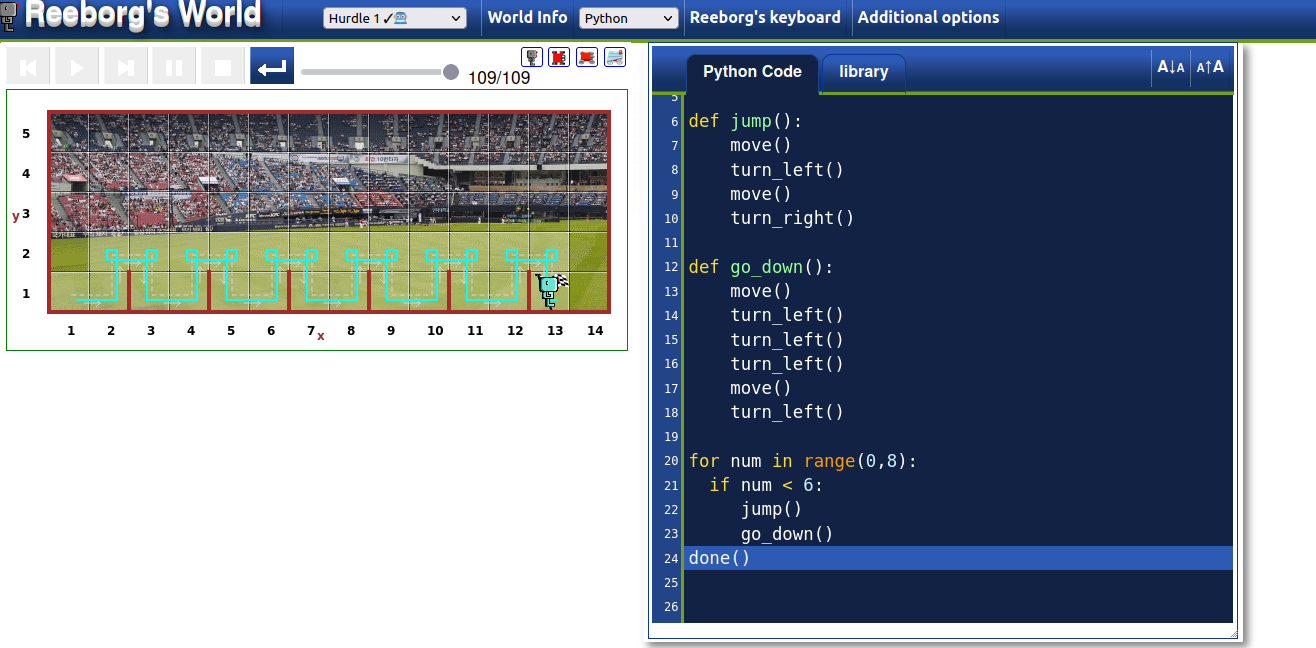 Reeborg's World
Hurdle 1 ✓
World Info
Python
Reeborg's keyboard
Additional options
109/109
Python Code
library
A↓A
A↑A
5
4
y 3
2
1
1 2 3 4 5 6 7 x 8 9 10 11 12 13 14
5
6 def jump():
7 move()
8 turn_left()
9 move()
10 turn_right()
11
12 def go_down():
13 move()
14 turn_left()
15 turn_left()
16 turn_left()
17 move()
18 turn_left()
19
20 for num in range(0,8):
21 if num < 6:
22 jump()
23 go_down()
24 done()
25
26